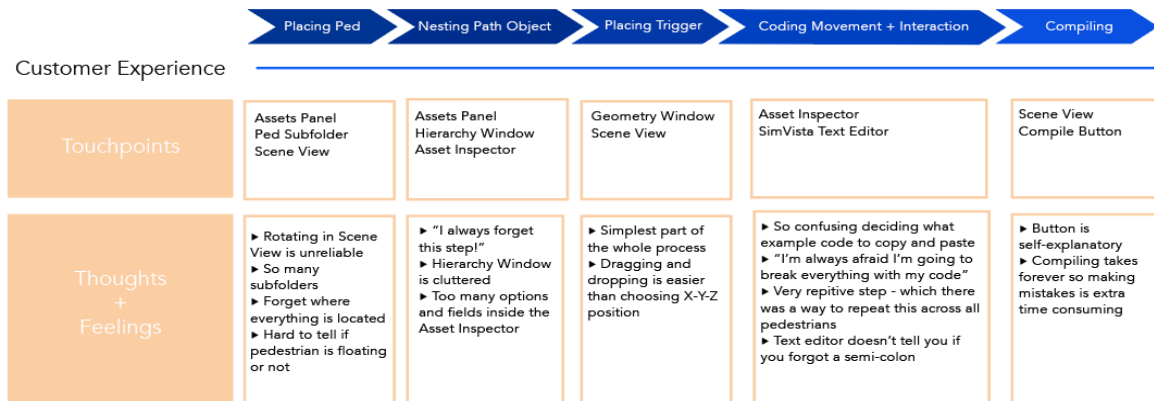 Placing Ped
Nesting Path Object
Placing Trigger
Coding Movement + Interaction
Compiling
Customer Experience
Touchpoints
Assets Panel
Ped Subfolder
Scene View
Assets Panel
Hierarchy Window
Asset Inspector
Geometry Window
Scene View
Asset Inspector
SimVista Text Editor
Scene View
Compile Button
Thoughts
+
Feelings
▸ Rotating in Scene
View is unreliable
▸ So many
subfolders
▸ Forget where
everything is located
▸ Hard to tell if
pedestrian is floating
or not
▸ “I always forget
this step!”
▸ Hierarchy Window
is cluttered
▸ Too many options
and fields inside the
Asset Inspector
▸ Simplest part
of the whole process
▸ Dragging and
dropping is easier
than choosing X-Y-Z
position
▸ So confusing deciding what
example code to copy and paste
▸ “I’m always afraid I’m going to
break everything with my code”
▸ Very repitive step - which there
was a way to repeat this across all
pedestrians
▸ Text editor doesn’t tell you if
you forgot a semi-colon
▸ Button is
self-explanatory
▸ Compiling takes
forever so making
mistakes is extra
time consuming